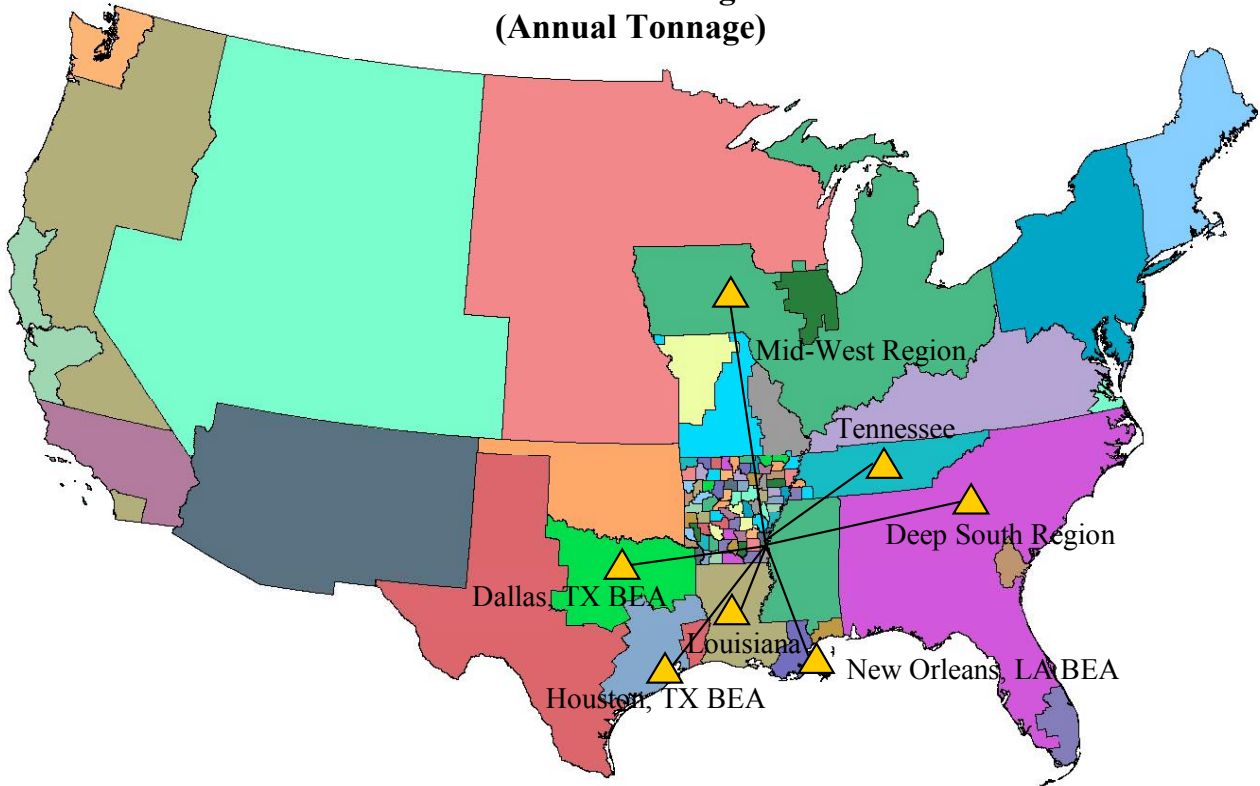 (Annual Tonnage)
Mid-West Region
Tennessee
Deep South Region
Dallas, TX BEA
Louisiana
New Orleans, LA BEA
Houston, TX BEA